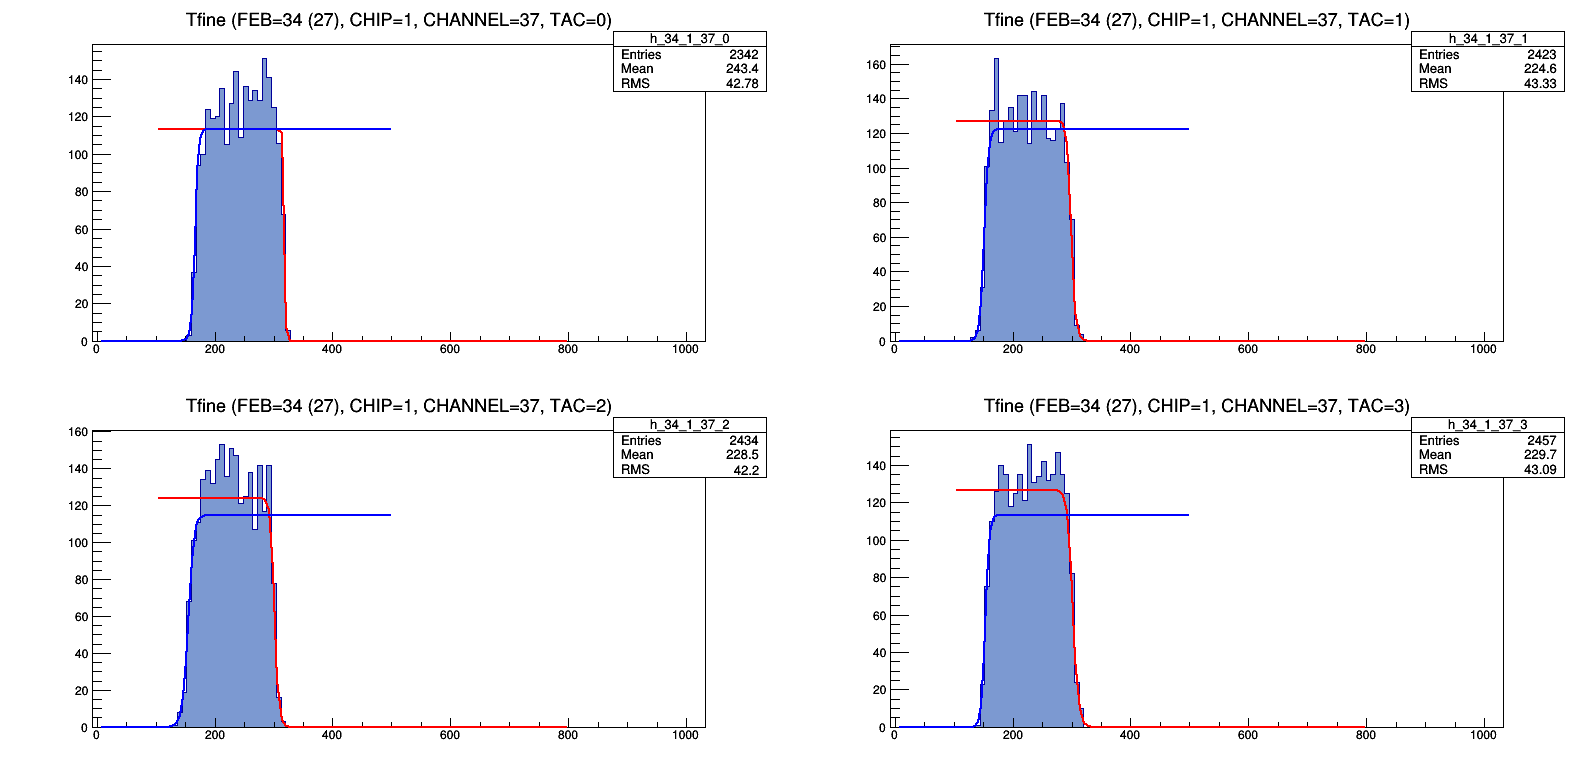 Tfine (FEB=34 (27), CHIP=1, CHANNEL=37, TAC=0)
h_34_1_37_0
Entries 2342
Mean 243.4
RMS 42.78
140
120
100
80
60
40
20
0
0 200 400 600 800 1000
Tfine (FEB=34 (27), CHIP=1, CHANNEL=37, TAC=1)
h_34_1_37_1
Entries 2423
Mean 224.6
RMS 43.33
160
140
120
100
80
60
40
20
0
0 200 400 600 800 1000
Tfine (FEB=34 (27), CHIP=1, CHANNEL=37, TAC=2)
h_34_1_37_2
Entries 2434
Mean 228.5
RMS 42.2
160
140
120
100
80
60
40
20
0
0 200 400 600 800 1000
Tfine (FEB=34 (27), CHIP=1, CHANNEL=37, TAC=3)
h_34_1_37_3
Entries 2457
Mean 229.7
RMS 43.09
140
120
100
80
60
40
20
0
0 200 400 600 800 1000